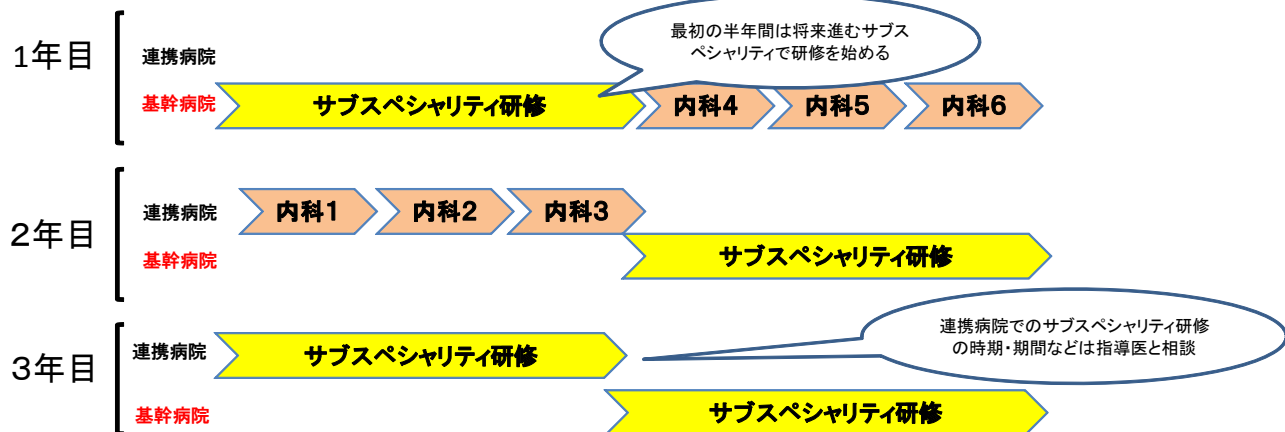 最初の半年間は将来進むサブス
ペシャリティで研修を始める
1年目
連携病院
基幹病院
サブスペシャリティ研修
内科4
内科5
内科6
2年目
連携病院
内科1
内科2
内科3
基幹病院
サブスペシャリティ研修
連携病院でのサブスペシャリティ研修
の時期・期間などは指導医と相談
3年目
連携病院
サブスペシャリティ研修
基幹病院
サブスペシャリティ研修